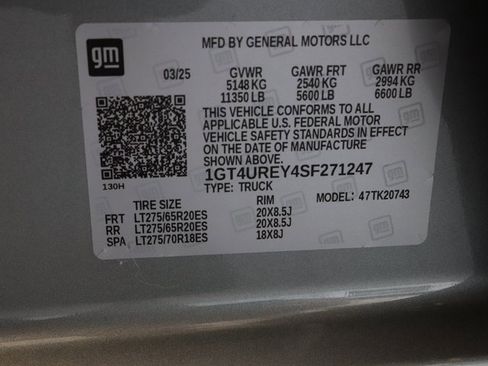 gm
MFD BY GENERAL MOTORS LLC
03/25 GVWR GAWR FRT GAWR RR
5148 KG 2540 KG 2994 KG
11350 LB 5600 LB 6600 LB
THIS VEHICLE CONFORMS TO ALL
APPLICABLE U.S. FEDERAL MOTOR
VEHICLE SAFETY STANDARDS IN EFFECT
ON THE DATE OF MANUFACTURE
SHOWN ABOVE.
1GT4UREY4SF271247
130H TYPE: TRUCK MODEL: 47TK20743
TIRE SIZE RIM
FRT LT275/65R20ES 20X8.5J
RR LT275/65R20ES 20X8.5J
SPA LT275/70R18ES 18X8J